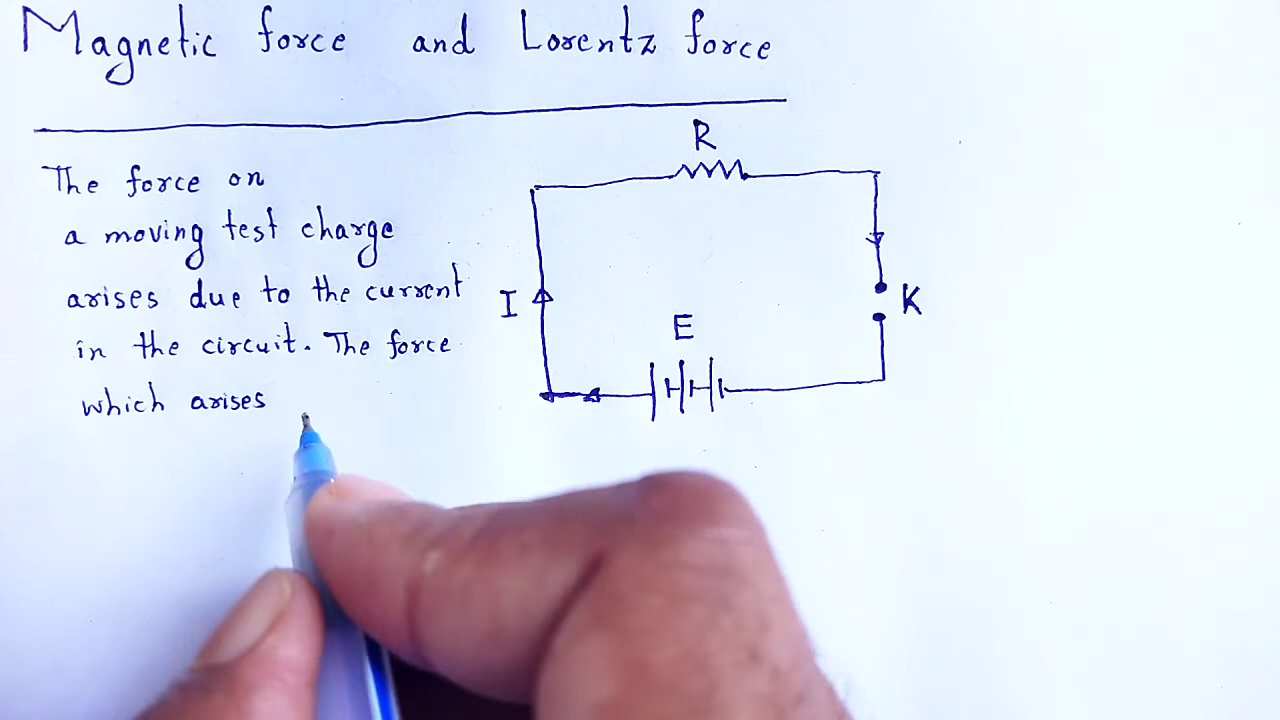 Magnetic force and Lorentz force
The force on
a moving test charge
arises due to the current
in the circuit. The force
which arises
R
I
K
E